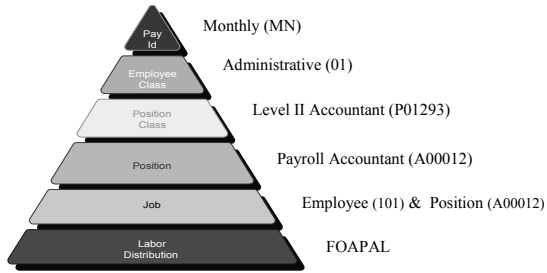 Pay
Id
Monthly (MN)
Employee
Class
Administrative (01)
Position
Class
Level II Accountant (P01293)
Position
Payroll Accountant (A00012)
Job
Employee (101) & Position (A00012)
Labor
Distribution
FOAPAL